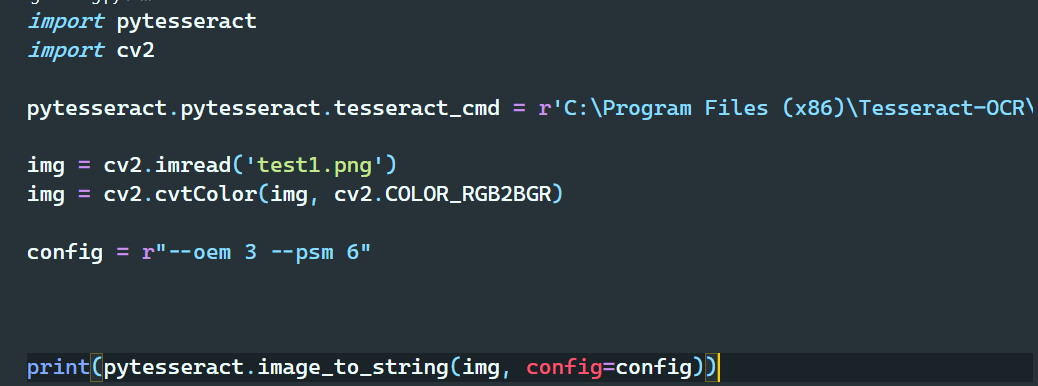 import pytesseract
import cv2
pytesseract.pytesseract.tesseract_cmd = r'C:\Program Files (x86)\Tesseract-OCR\
img = cv2.imread('test1.png')
img = cv2.cvtColor(img, cv2.COLOR_RGB2BGR)
config = r"--oem 3 --psm 6"
print(pytesseract.image_to_string(img, config=config))